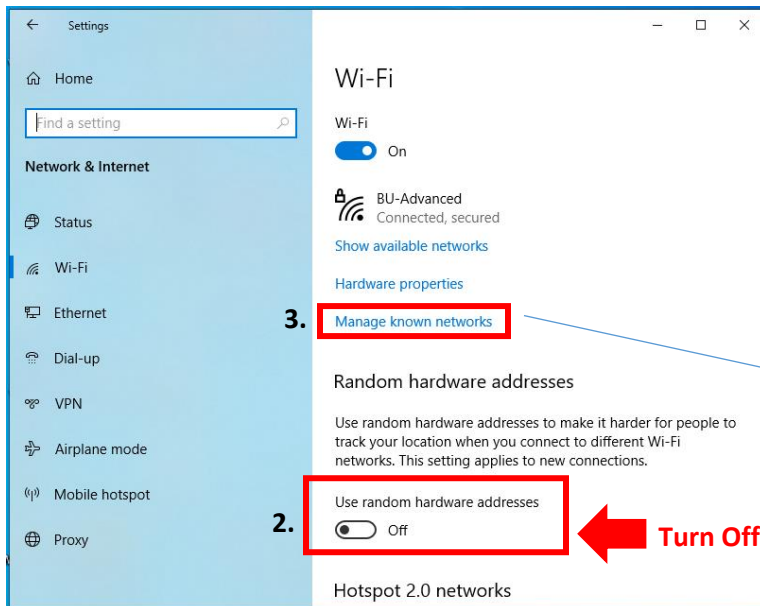 Settings
Home
Find a setting
Network & Internet
Status
Wi-Fi
Ethernet
Dial-up
VPN
Airplane mode
Mobile hotspot
Proxy
Wi-Fi
Wi-Fi
On
BU-Advanced
Connected, secured
Show available networks
Hardware properties
3.
Manage known networks
Random hardware addresses
Use random hardware addresses to make it harder for people to
track your location when you connect to different Wi-Fi
networks. This setting applies to new connections.
2.
Use random hardware addresses
Off
Turn Off
Hotspot 2.0 networks